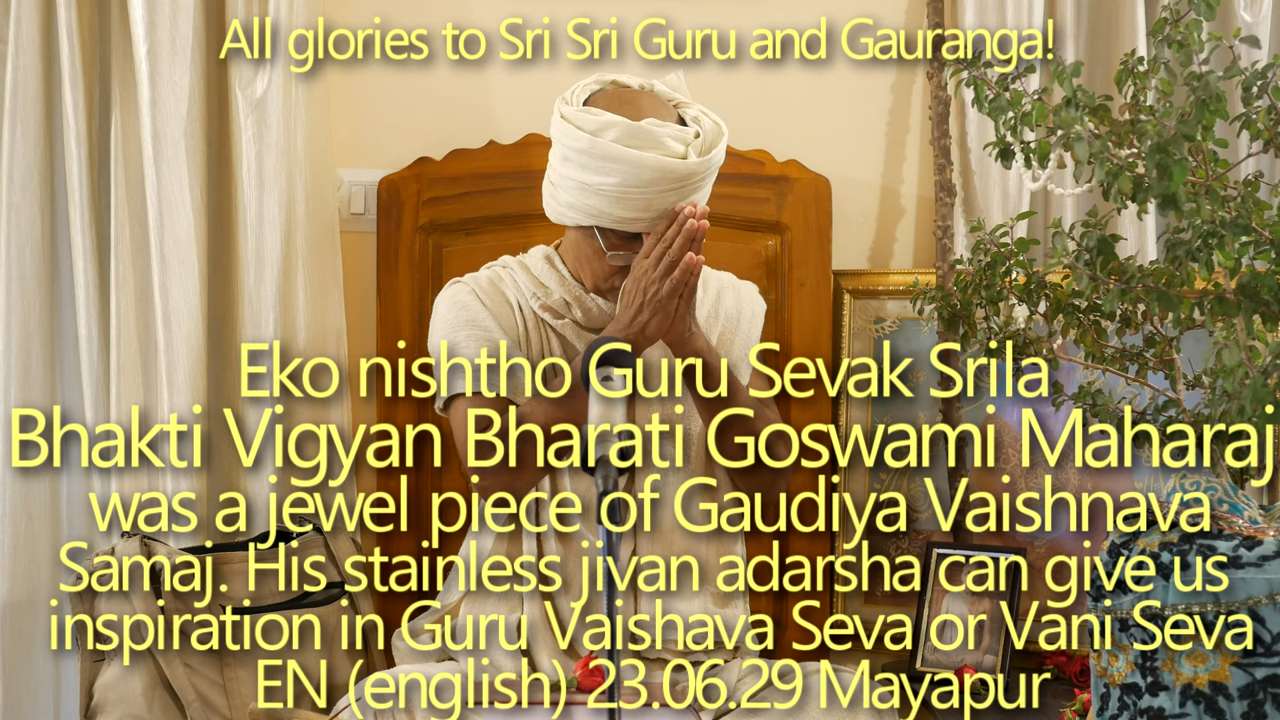 All glories to Sri Sri Guru and Gauranga!
Eko nishtho Guru Sevak Srila
Bhakti Vigyan Bharati Goswami Maharaj
was a jewel piece of Gaudiya Vaishnava
Samaj. His stainless jivan adarsha can give us
inspiration in Guru Vaishava Seva or Vani Seva
EN (english) 23.06.29 Mayapur